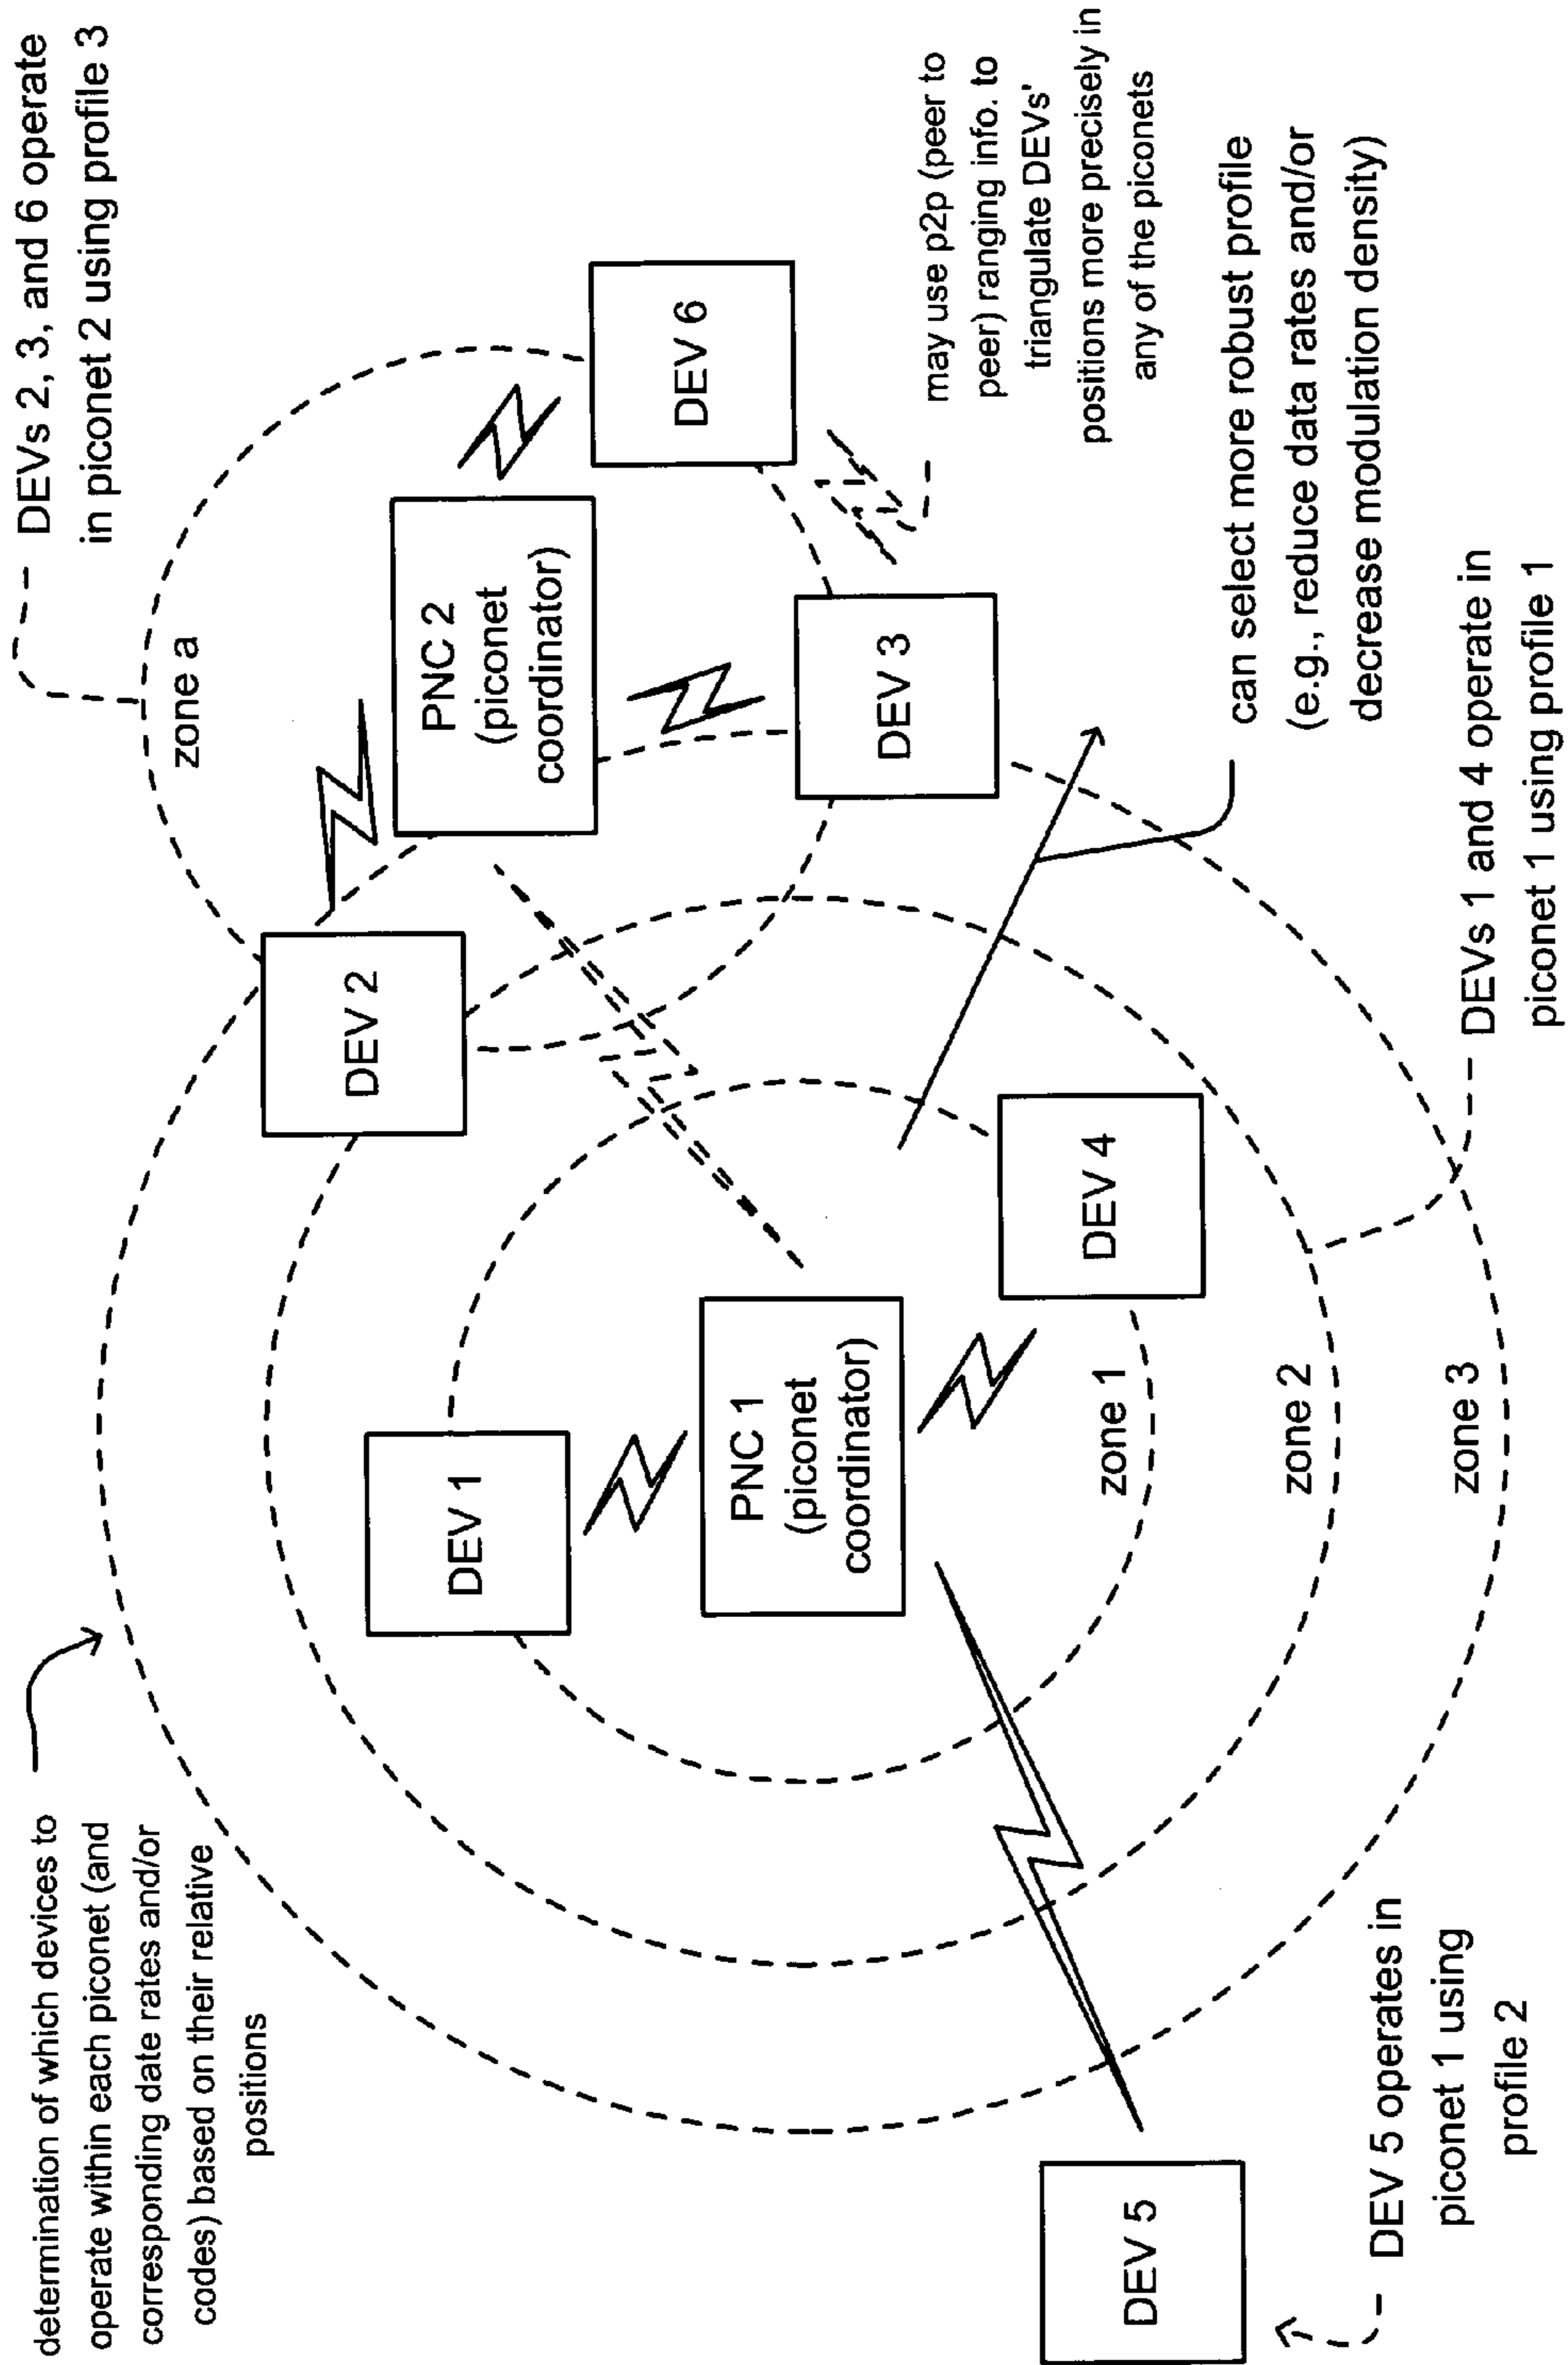 determination of which devices to
operate within each piconet (and
corresponding date rates and/or
codes) based on their relative
positions
DEVs 2, 3, and 6 operate
in piconet 2 using profile 3
zone a
DEV 2
PNC 2
(piconet
coordinator)
DEV 6
DEV 1
PNC 1
(piconet
coordinator)
DEV 3
DEV 4
zone 1
zone 2
zone 3
may use p2p (peer to
peer) ranging info. to
triangulate DEVs'
positions more precisely in
any of the piconets
can select more robust profile
(e.g., reduce data rates and/or
decrease modulation density)
DEV 5
DEV 5 operates in
piconet 1 using
profile 2
DEVs 1 and 4 operate in
piconet 1 using profile 1